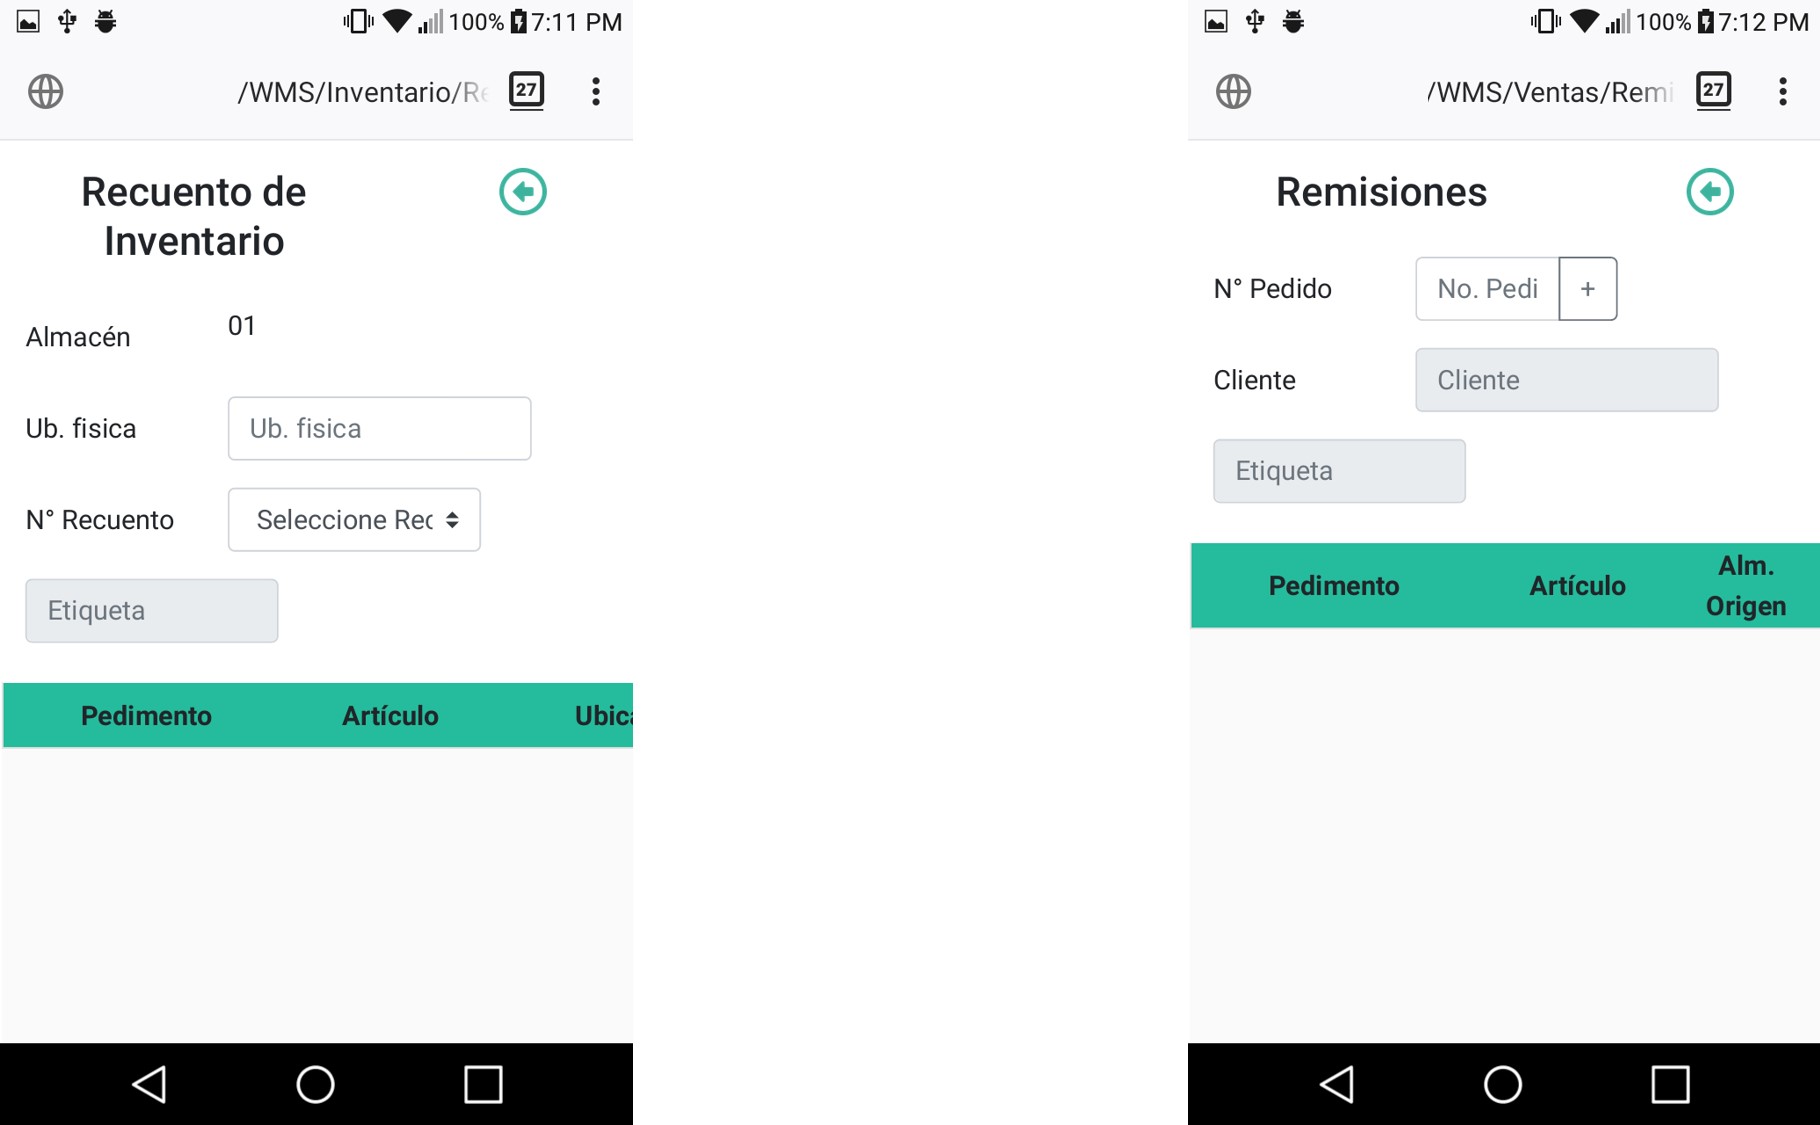 100% 7:11 PM
/WMS/Inventario/Re
27
Recuento de
Inventario
Almacén
01
Ub. fisica
Ub. fisica
N° Recuento
Seleccione Rec
Etiqueta
Pedimento Artículo Ubica
100% 7:12 PM
/WMS/Ventas/Remi
27
Remisiones
N° Pedido
No. Pedi +
Cliente
Cliente
Etiqueta
Pedimento Artículo Alm.
Origen